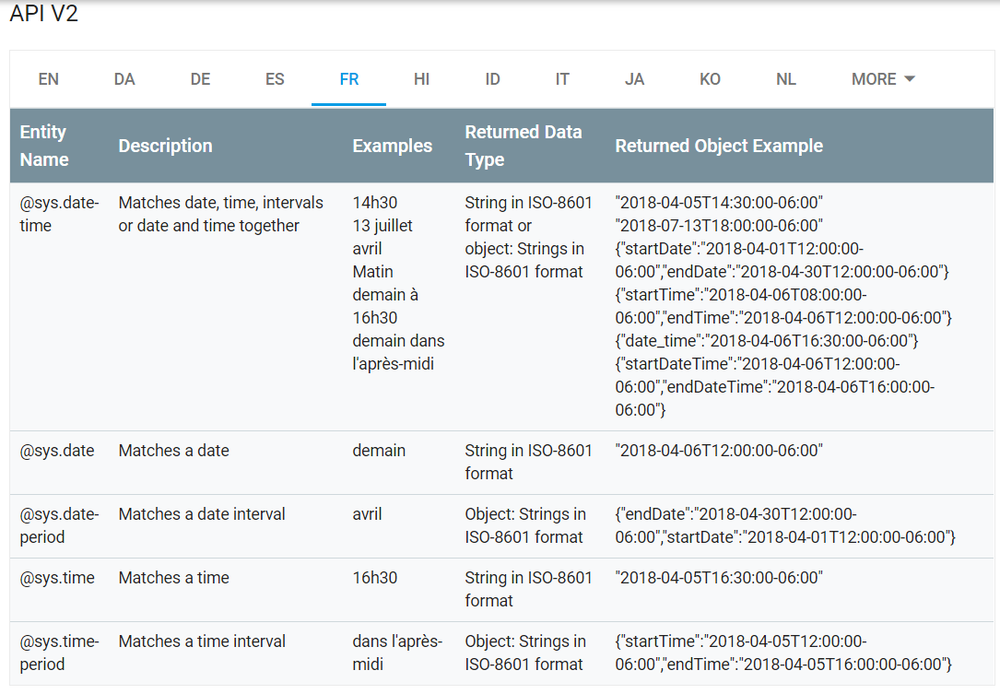 API V2
EN DA DE ES FR HI ID IT JA KO NL MORE
Entity Name Description Examples Returned Data Type Returned Object Example
@sys.date-
time
Matches date, time, intervals
or date and time together
14h30
13 juillet
avril
Matin
demain à
16h30
demain dans
l'après-midi
String in ISO-8601
format or
object: Strings in
ISO-8601 format
"2018-04-05T14:30:00-06:00"
"2018-07-13T18:00:00-06:00"
{"startDate":"2018-04-01T12:00:00-
06:00","endDate":"2018-04-30T12:00:00-06:00"}
{"startTime":"2018-04-06T08:00:00-
06:00","endTime":"2018-04-06T12:00:00-06:00"}
{"date_time":"2018-04-06T16:30:00-06:00"}
{"startDateTime":"2018-04-06T12:00:00-
06:00","endDateTime":"2018-04-06T16:00:00-
06:00"}
@sys.date
Matches a date
demain
String in ISO-8601
format
"2018-04-06T12:00:00-06:00"
@sys.date-
period
Matches a date interval
avril
Object: Strings in
ISO-8601 format
{"endDate":"2018-04-30T12:00:00-
06:00","startDate":"2018-04-01T12:00:00-06:00"}
@sys.time
Matches a time
16h30
String in ISO-8601
format
"2018-04-05T16:30:00-06:00"
@sys.time-
period
Matches a time interval
dans l'après-
midi
Object: Strings in
ISO-8601 format
{"startTime":"2018-04-05T12:00:00-
06:00","endTime":"2018-04-05T16:00:00-06:00"}